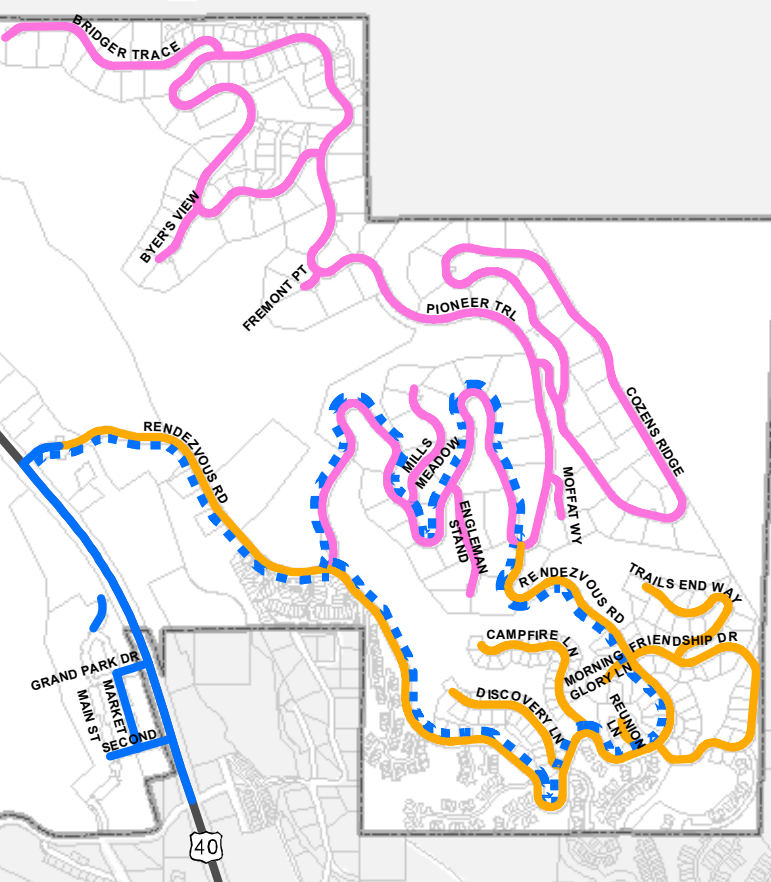 BRIDGER TRACE
BYER'S VIEW
FREMONT PT
PIONEER TRL
COZENS RIDGE
RENDEZVOUS RD
MILLS
MEADOW
ENGLEMAN
STAND
MOFFAT WY
RENDEZVOUS RD
TRAILS END WAY
CAMPFIRE LN
FRIENDSHIP DR
MORNING
GLORY LN
GRAND PARK DR
MARKET
MAIN ST
SECOND
DISCOVERY LN
REUNION
LN
40